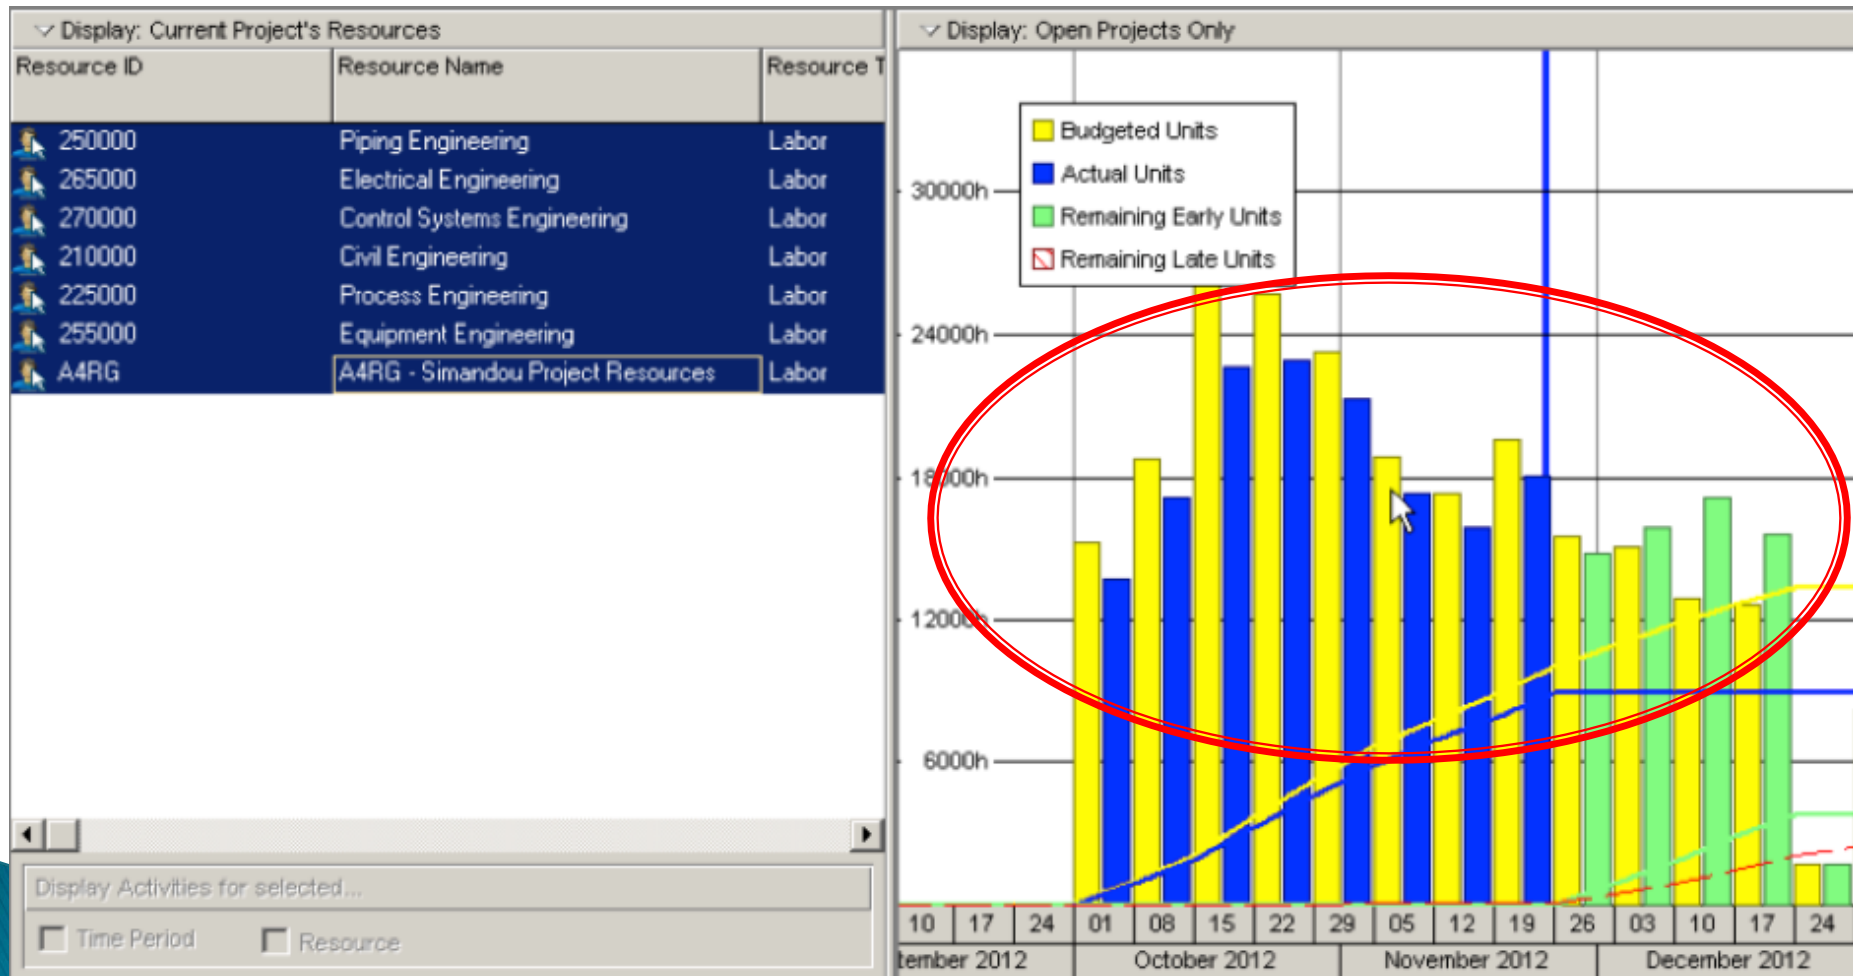 Display: Current Project's Resources
Resource ID Resource Name Resource T
250000 Piping Engineering Labor
265000 Electrical Engineering Labor
270000 Control Systems Engineering Labor
210000 Civil Engineering Labor
225000 Process Engineering Labor
255000 Equipment Engineering Labor
A4RG A4RG - Simandou Project Resources Labor
Display Activities for selected...
Time Period Resource
Display: Open Projects Only
Budgeted Units
Actual Units
Remaining Early Units
Remaining Late Units
30000h
24000h
18000h
12000h
6000h
10 17 24 01 08 15 22 29 05 12 19 26 03 10 17 24
tember 2012 October 2012 November 2012 December 2012